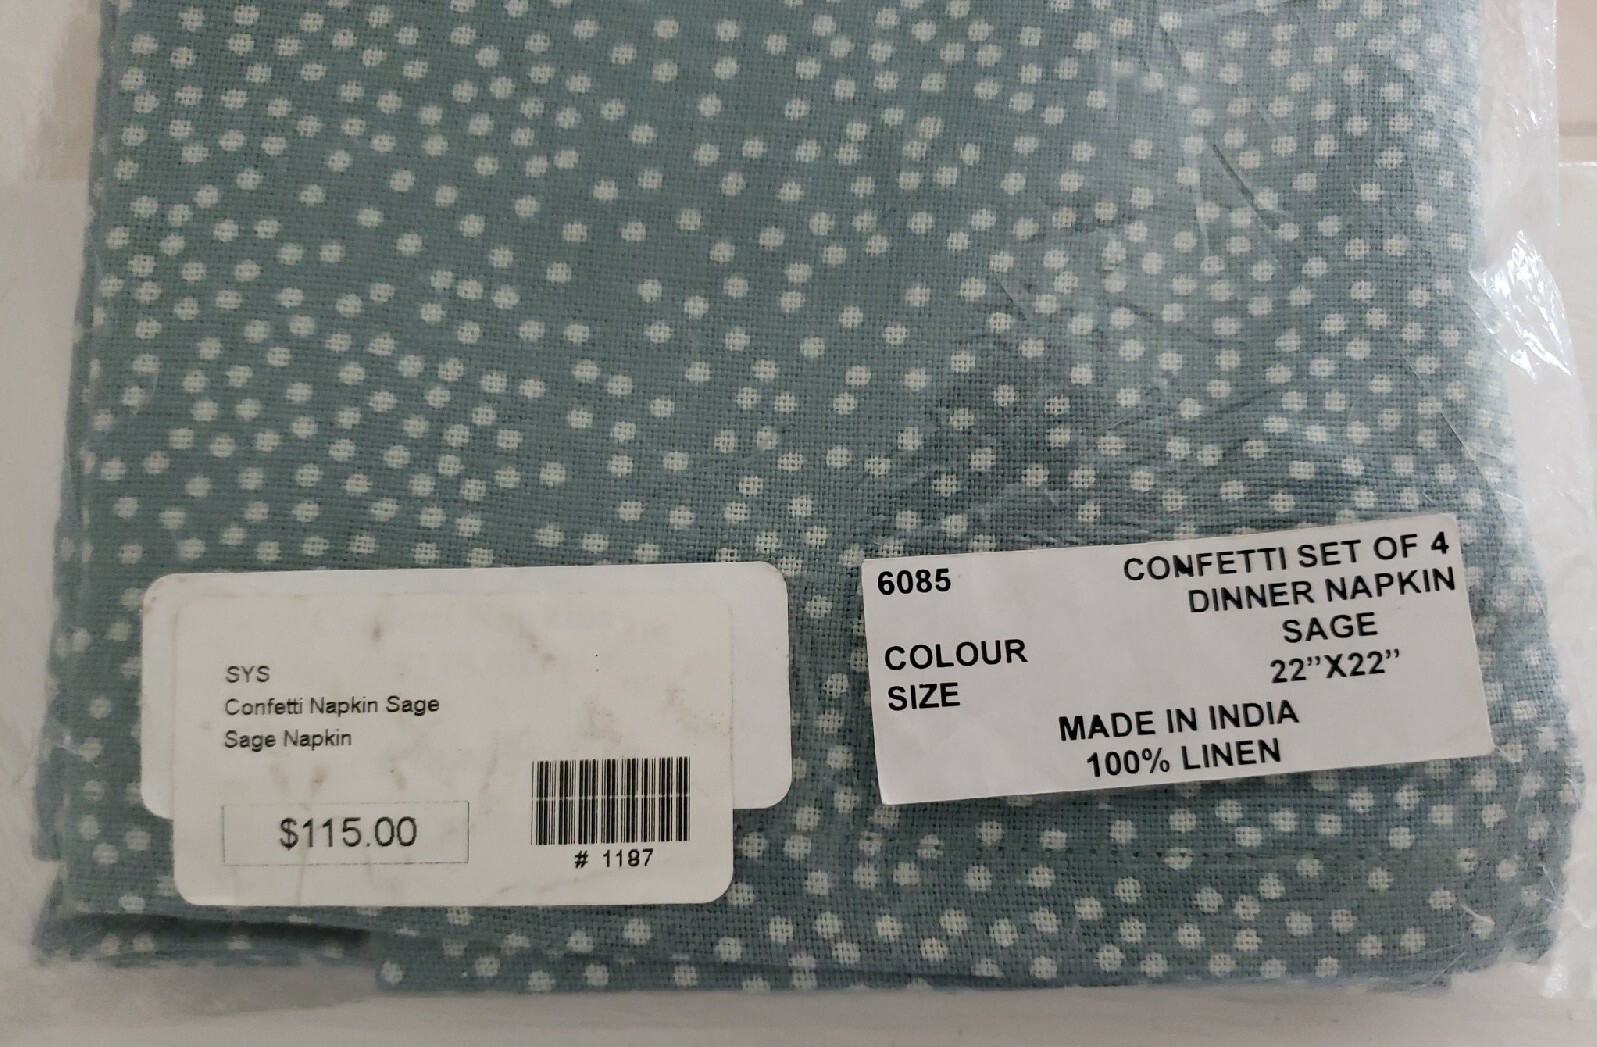 SYS
Confetti Napkin Sage
Sage Napkin
$115.00
# 1187
6085 CONFETTI SET OF 4
DINNER NAPKIN
COLOUR SAGE
SIZE 22”X22”
MADE IN INDIA
100% LINEN